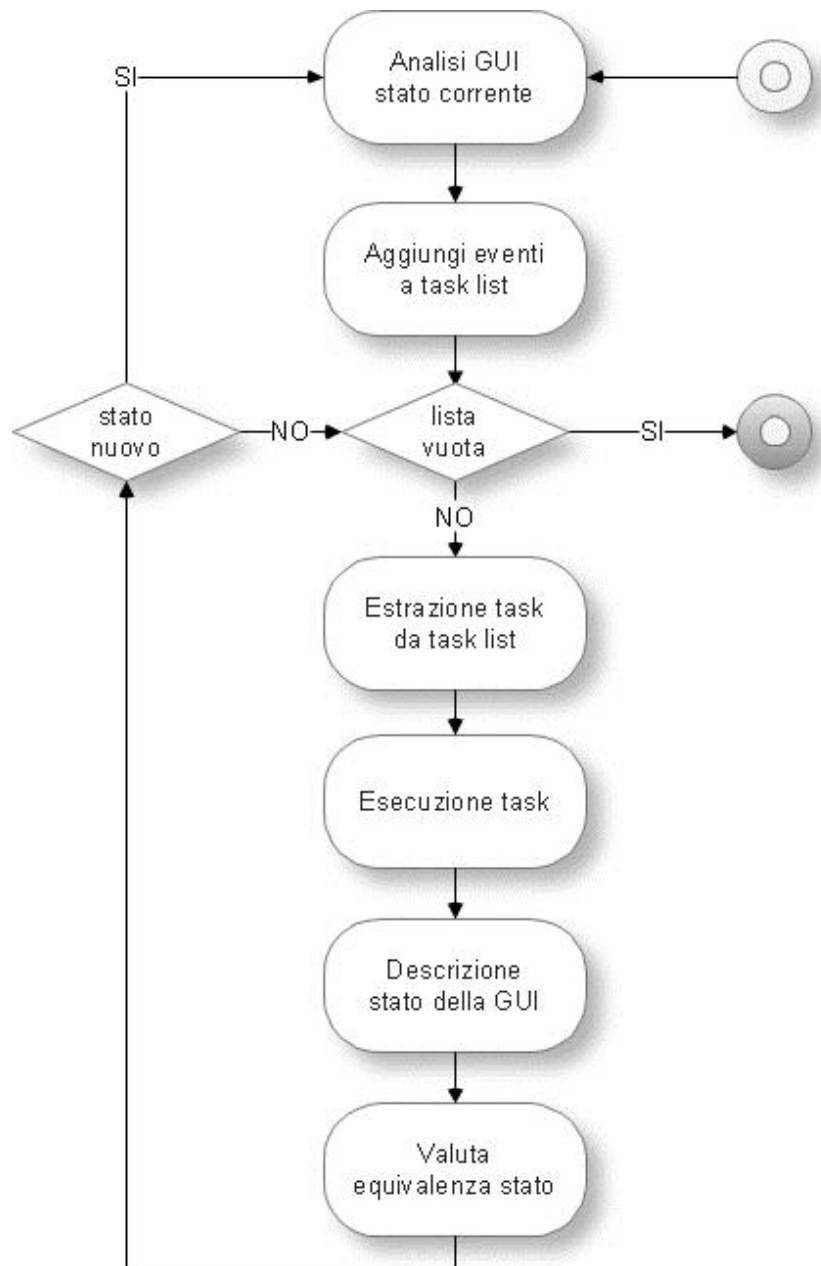 Analisi GUI
stato corrente
SI
Aggiungi eventi
a task list
stato
nuovo
NO
lista
vuota
SI
NO
Estrazione task
da task list
Esecuzione task
Descrizione
stato della GUI
Valuta
equivalenza stato